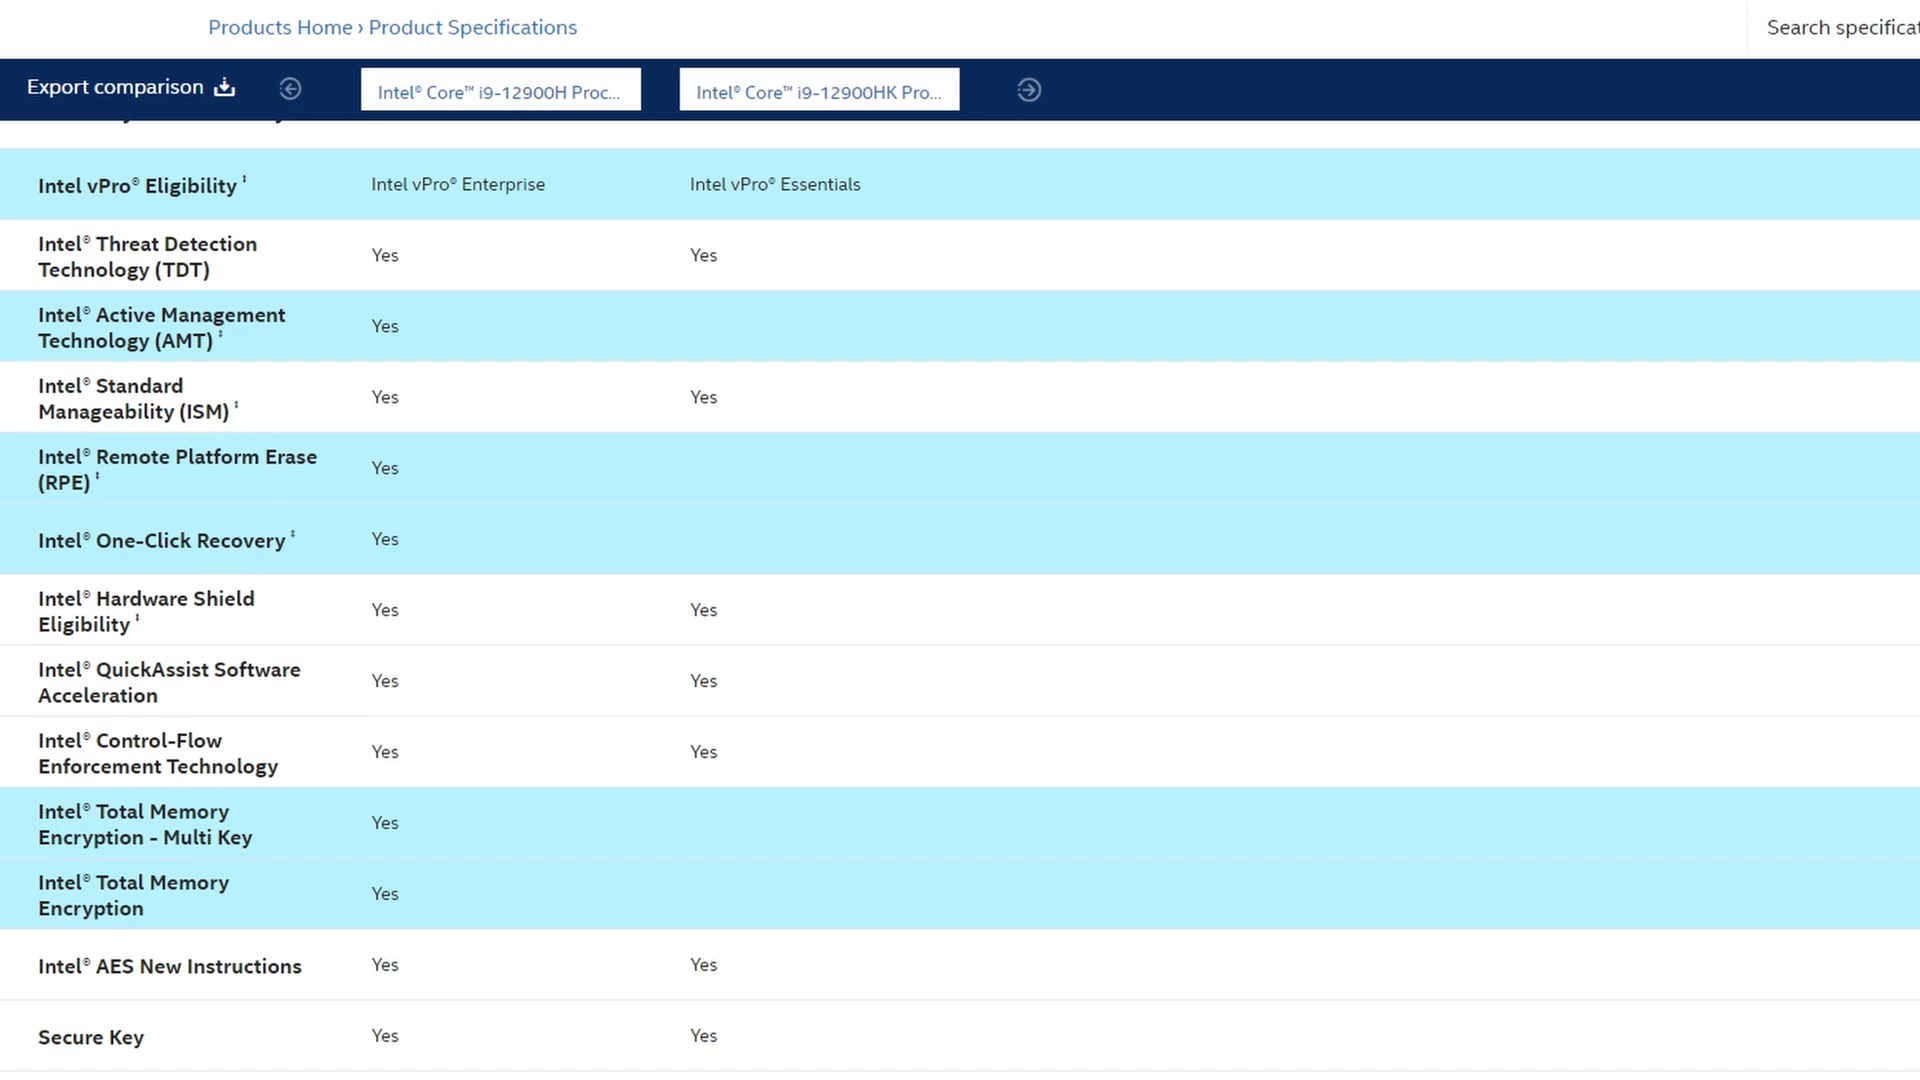 Products Home › Product Specifications
Search specificat
Export comparison
Intel® Core™ i9-12900H Proc...
Intel® Core™ i9-12900HK Pro...
Intel vPro® Eligibility ‡
Intel vPro® Enterprise
Intel vPro® Essentials
Intel® Threat Detection
Technology (TDT)
Yes
Yes
Intel® Active Management
Technology (AMT) ‡
Yes
Intel® Standard
Manageability (ISM) ‡
Yes
Yes
Intel® Remote Platform Erase
(RPE) ‡
Yes
Intel® One-Click Recovery ‡
Yes
Intel® Hardware Shield
Eligibility ‡
Yes
Yes
Intel® QuickAssist Software
Acceleration
Yes
Yes
Intel® Control-Flow
Enforcement Technology
Yes
Yes
Intel® Total Memory
Encryption - Multi Key
Yes
Intel® Total Memory
Encryption
Yes
Intel® AES New Instructions
Yes
Yes
Secure Key
Yes
Yes